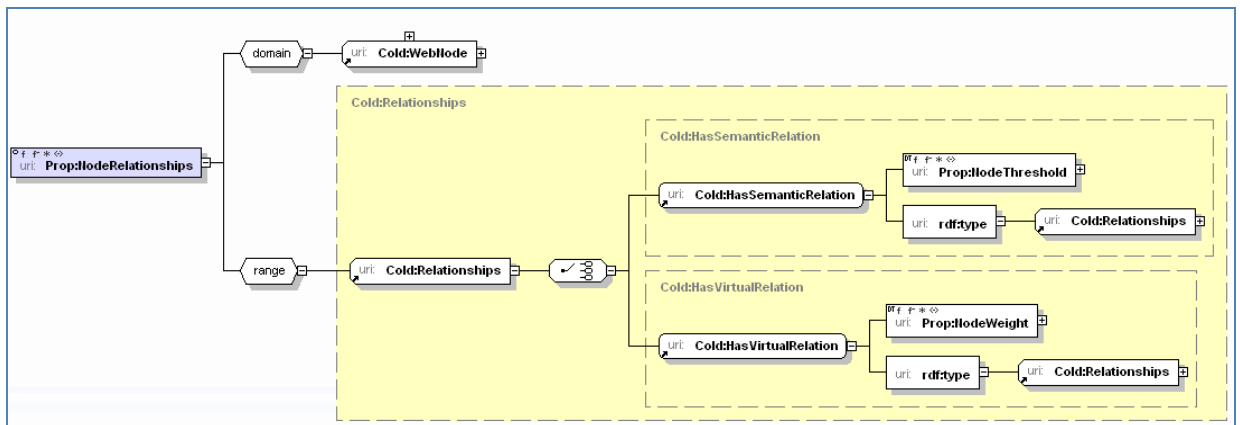 domain
uri: Cold:WebNode
Cold:Relationships
Cold:HasSemanticRelation
uri: Prop:NodeRelationships
uri: Prop:NodeThreshold
uri: Cold:HasSemanticRelation
uri: rdf:type
uri: Cold:Relationships
range
uri: Cold:Relationships
Cold:HasVirtualRelation
uri: Prop:NodeWeight
uri: Cold:HasVirtualRelation
uri: rdf:type
uri: Cold:Relationships